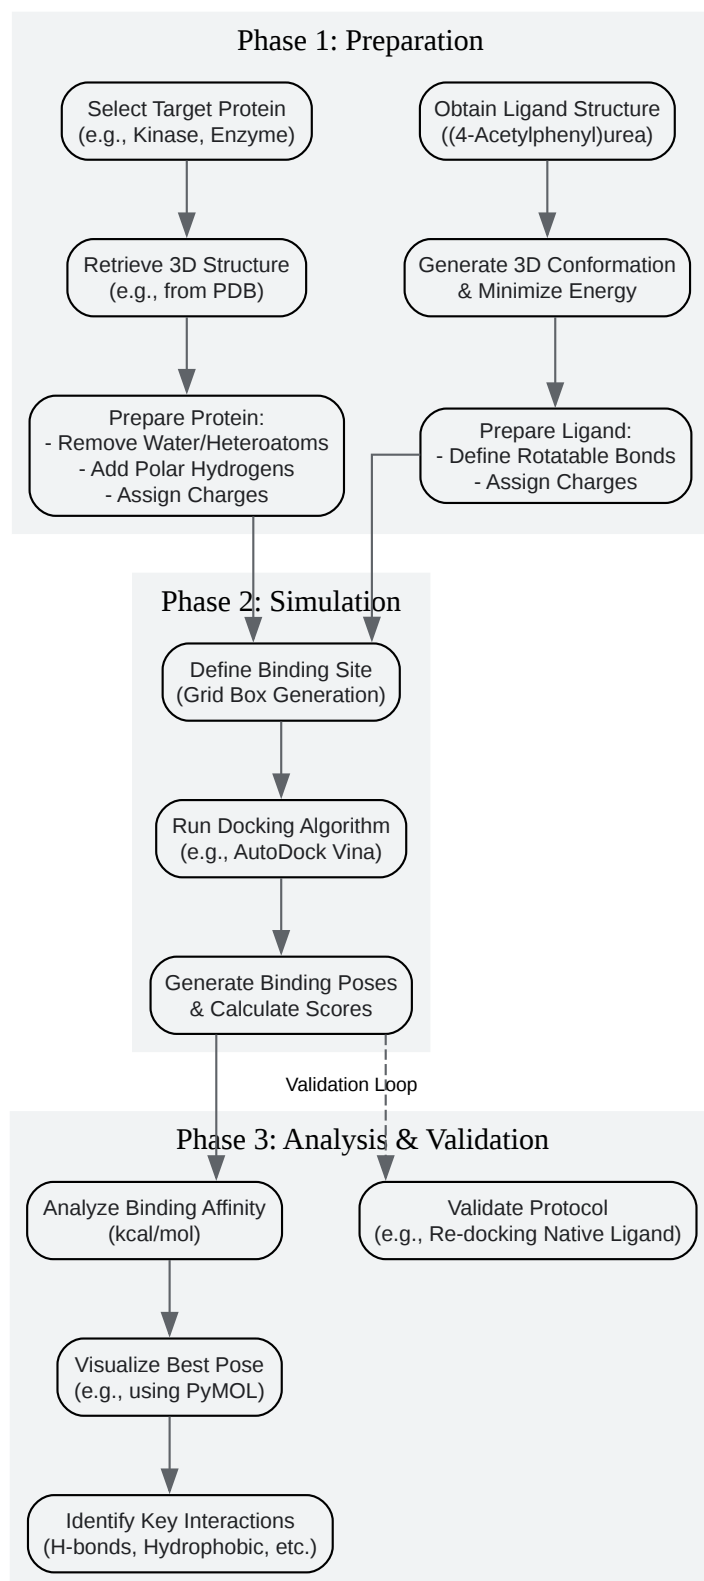 Phase 1: Preparation
Select Target Protein
(e.g., Kinase, Enzyme)
Obtain Ligand Structure
((4-Acetylphenyl)urea)
Retrieve 3D Structure
(e.g., from PDB)
Generate 3D Conformation
& Minimize Energy
Prepare Protein:
- Remove Water/Heteroatoms
- Add Polar Hydrogens
- Assign Charges
Prepare Ligand:
- Define Rotatable Bonds
- Assign Charges
Phase 2: Simulation
Define Binding Site
(Grid Box Generation)
Run Docking Algorithm
(e.g., AutoDock Vina)
Generate Binding Poses
& Calculate Scores
Validation Loop
Phase 3: Analysis & Validation
Analyze Binding Affinity
(kcal/mol)
Validate Protocol
(e.g., Re-docking Native Ligand)
Visualize Best Pose
(e.g., using PyMOL)
Identify Key Interactions
(H-bonds, Hydrophobic, etc.)